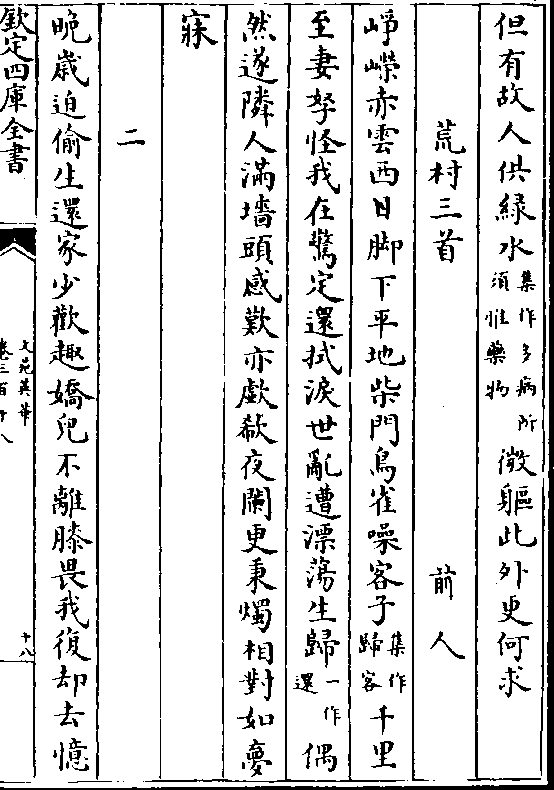 但有故人供綠水集作多病所須惟藥物微軀此外更何求
荒村三首　前人
崢嶸赤雲西日脚下平地柴門鳥雀噪客子集作歸客千里
至妻孥怪我在驚定還拭淚世亂遭漂蕩生歸一作還偶
然遂隣人滿墻頭感歎亦歔欷夜闌更秉燭相對如夢
寐
二
晩歲迫偷生還家少歡趣嬌兒不離膝畏我復却去憶
欽定四庫全書
文苑英華
卷三百十八
十八